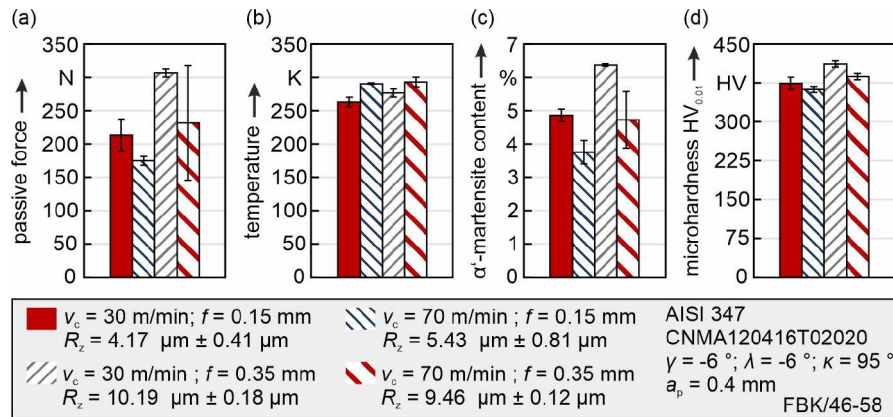 (a) (b) (c) (d)
passive force
350
N
250
200
150
100
50
0
temperature
350
K
250
200
150
100
50
0
α‘-martensite content
7
%
5
4
3
2
1
0
microhardness HV0.01
450
HV
300
225
150
75
0
vc = 30 m/min; f = 0.15 mm
Rz = 4.17 µm ± 0.41 µm
vc = 70 m/min ; f = 0.15 mm
Rz = 5.43 µm ± 0.81 µm
vc = 30 m/min ; f = 0.35 mm
Rz = 10.19 µm ± 0.18 µm
vc = 70 m/min ; f = 0.35 mm
Rz = 9.46 µm ± 0.12 µm
AISI 347
CNMA120416T02020
γ = -6 °; λ = -6 °; κ = 95 °
ap = 0.4 mm
FBK/46-58